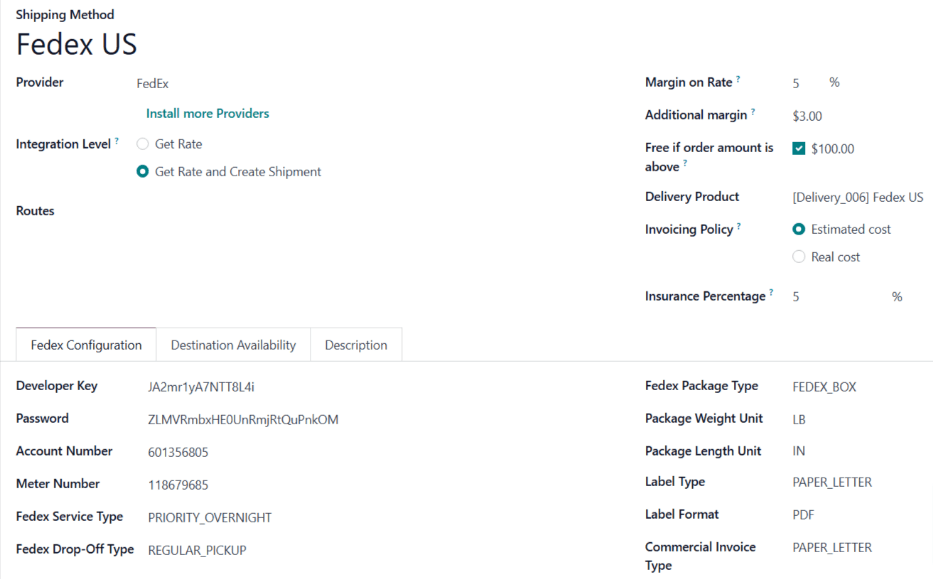 Shipping Method
Fedex US
Provider FedEx
Install more Providers
Integration Level ? Get Rate
Get Rate and Create Shipment
Routes
Margin on Rate ? 5 %
Additional margin ? $3.00
Free if order amount is above ? $100.00
Delivery Product [Delivery_006] Fedex US
Invoicing Policy ? Estimated cost
Real cost
Insurance Percentage ? 5 %
Fedex Configuration Destination Availability Description
Developer Key JA2mr1yA7NTT8L4i
Password ZLMVRmbxHE0UnRmjRtQuPnkOM
Account Number 601356805
Meter Number 118679685
Fedex Service Type PRIORITY_OVERNIGHT
Fedex Drop-Off Type REGULAR_PICKUP
Fedex Package Type FEDEX_BOX
Package Weight Unit LB
Package Length Unit IN
Label Type PAPER_LETTER
Label Format PDF
Commercial Invoice Type PAPER_LETTER